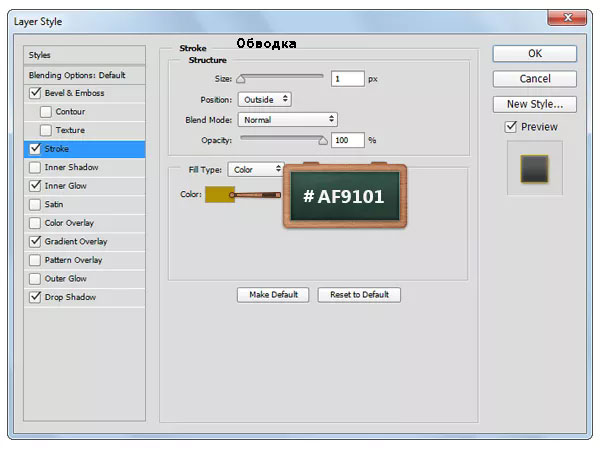 Layer Style
Styles
Blending Options: Default
Bevel & Emboss
Contour
Texture
Stroke
Inner Shadow
Inner Glow
Satin
Color Overlay
Gradient Overlay
Pattern Overlay
Outer Glow
Drop Shadow
Stroke
Обводка
Structure
Size: 1 px
Position: Outside
Blend Mode: Normal
Opacity: 100 %
Fill Type: Color
Color:
# AF9101
Make Default Reset to Default
OK
Cancel
New Style...
Preview